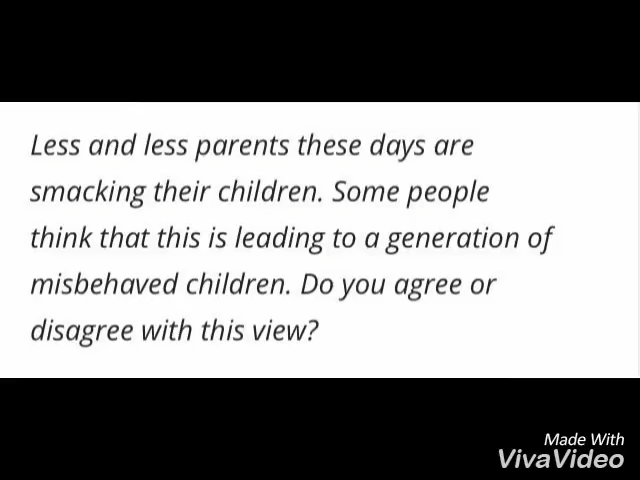 Less and less parents these days are
smacking their children. Some people
think that this is leading to a generation of
misbehaved children. Do you agree or
disagree with this view?
Made With
VivaVideo